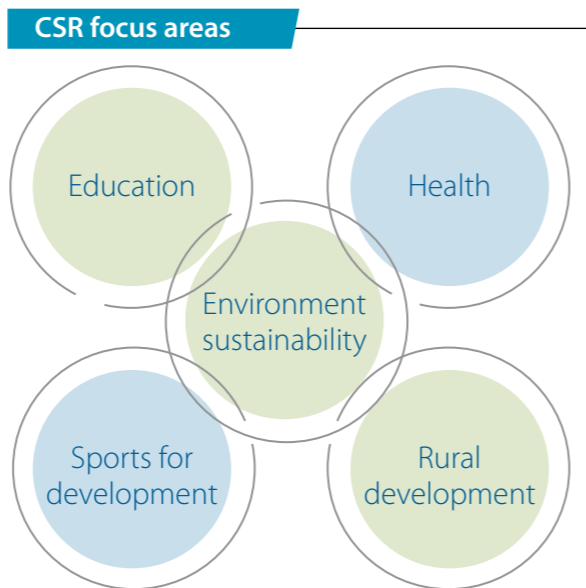 CSR focus areas
Education
Health
Environment
sustainability
Sports for
development
Rural
development